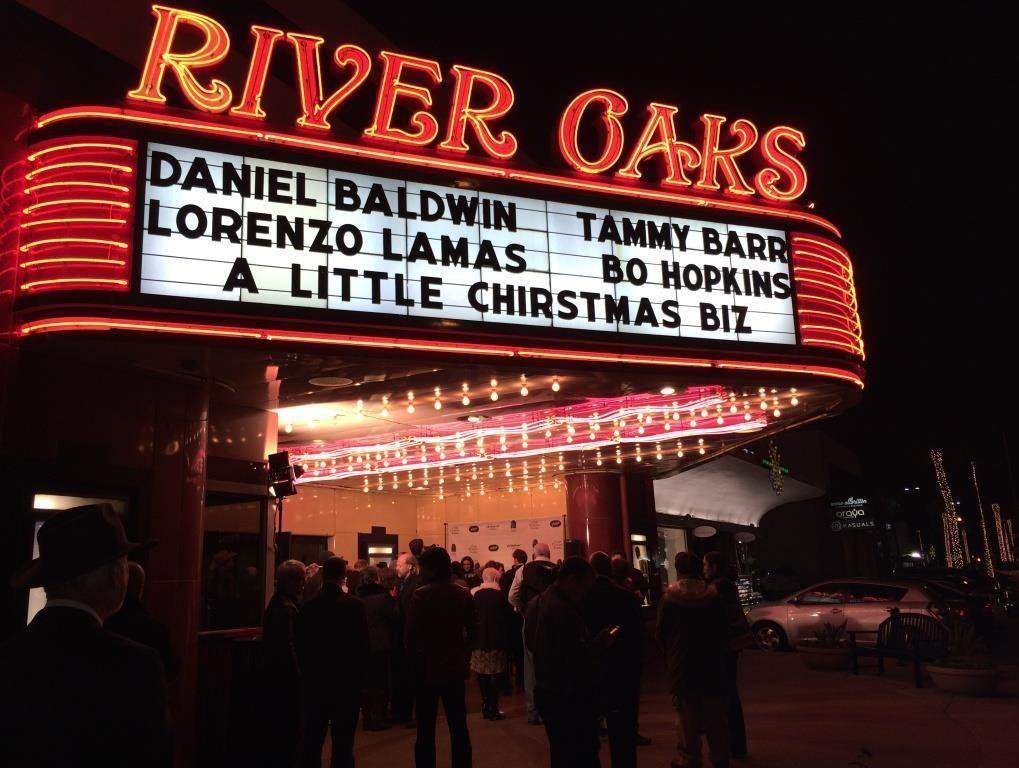 RIVER OAKS
DANIEL BALDWIN TAMMY BARR
LORENZO LAMAS BO HOPKINS
A LITTLE CHIRSTMAS BIZ